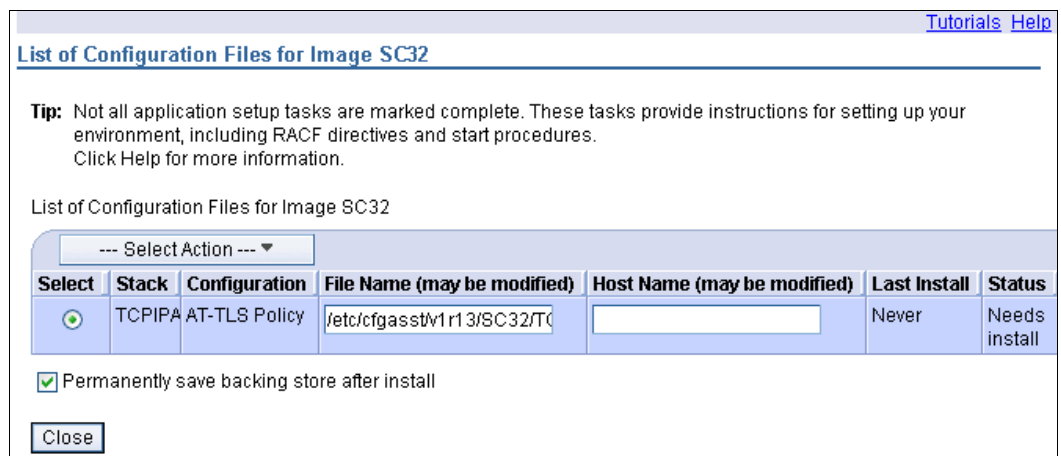 Tutorials Help
List of Configuration Files for Image SC32
Tip: Not all application setup tasks are marked complete. These tasks provide instructions for setting up your
environment, including RACF directives and start procedures.
Click Help for more information.
List of Configuration Files for Image SC32
--- Select Action ---
Select Stack Configuration File Name (may be modified) Host Name (may be modified) Last Install Status
TCPIPA AT-TLS Policy /etc/cfgasst/v1r13/SC32/TC Never Needs
install
Permanently save backing store after install
Close